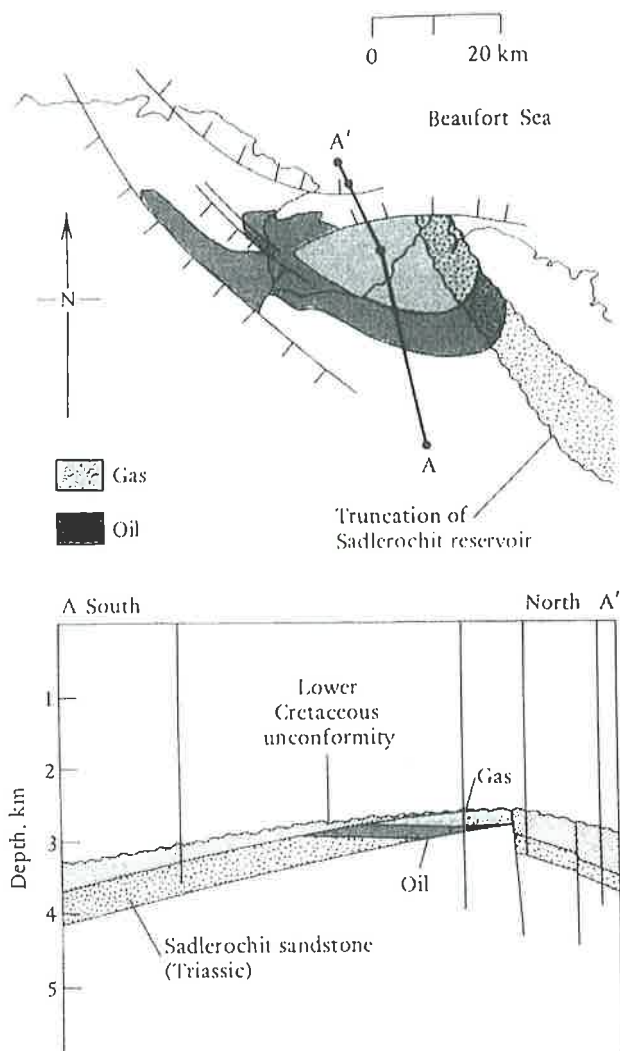 0 20 km
Beaufort Sea
A'
N
A
Gas
Oil
Truncation of
Sadlerochit reservoir
A South North A'
Lower
Cretaceous
unconformity
Gas
Oil
Depth, km
1
2
3
4
5
Sadlerochit sandstone
(Triassic)